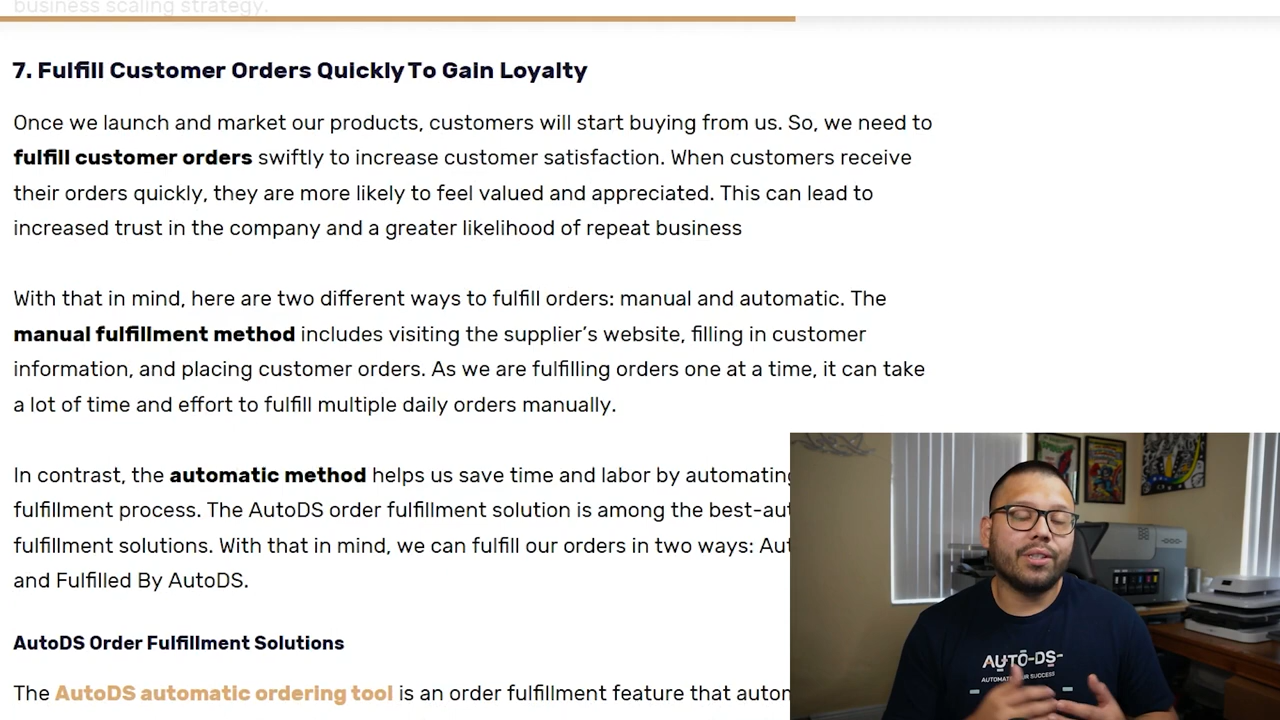 business scaling strategy.
7. Fulfill Customer Orders Quickly To Gain Loyalty
Once we launch and market our products, customers will start buying from us. So, we need to
fulfill customer orders swiftly to increase customer satisfaction. When customers receive
their orders quickly, they are more likely to feel valued and appreciated. This can lead to
increased trust in the company and a greater likelihood of repeat business
With that in mind, here are two different ways to fulfill orders: manual and automatic. The
manual fulfillment method includes visiting the supplier’s website, filling in customer
information, and placing customer orders. As we are fulfilling orders one at a time, it can take
a lot of time and effort to fulfill multiple daily orders manually.
In contrast, the automatic method helps us save time and labor by automating
fulfillment process. The AutoDS order fulfillment solution is among the best-aut
fulfillment solutions. With that in mind, we can fulfill our orders in two ways: Aut
and Fulfilled By AutoDS.
AutoDS Order Fulfillment Solutions
The AutoDS automatic ordering tool is an order fulfillment feature that autom
AUTO-DS-